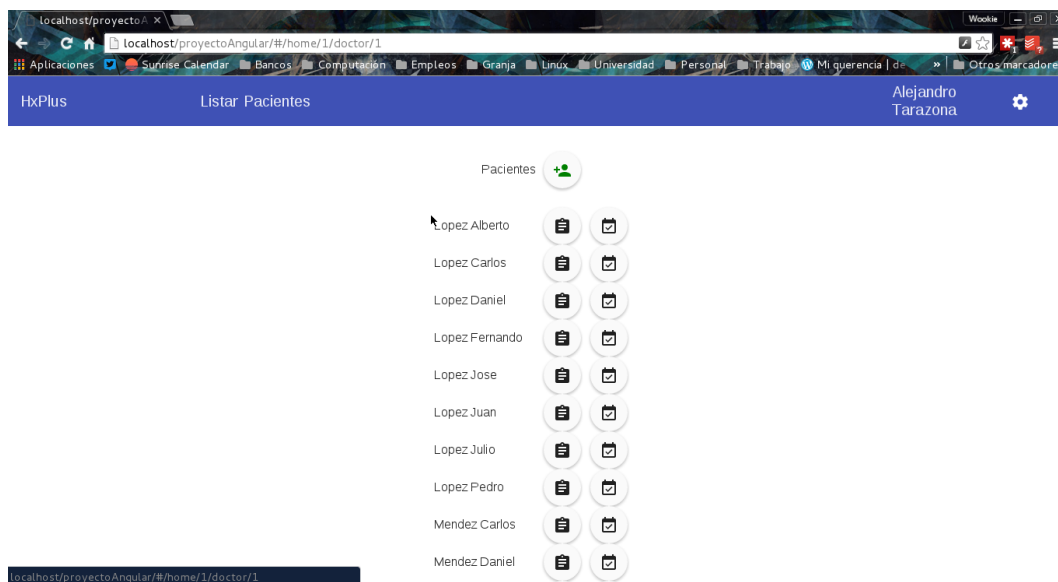 localhost/proyectoA
Wookie
localhost/proyectoAngular/#/home/1/doctor/1
Aplicaciones Sunrise Calendar Bancos Computación Empleos Granja Linux Universidad Personal Trabajo Mi querencia | de » Otros marcadore
HxPlus Listar Pacientes Alejandro
Tarazona
Pacientes
Lopez Alberto
Lopez Carlos
Lopez Daniel
Lopez Fernando
Lopez Jose
Lopez Juan
Lopez Julio
Lopez Pedro
Mendez Carlos
Mendez Daniel
localhost/proyectoAngular/#/home/1/doctor/1